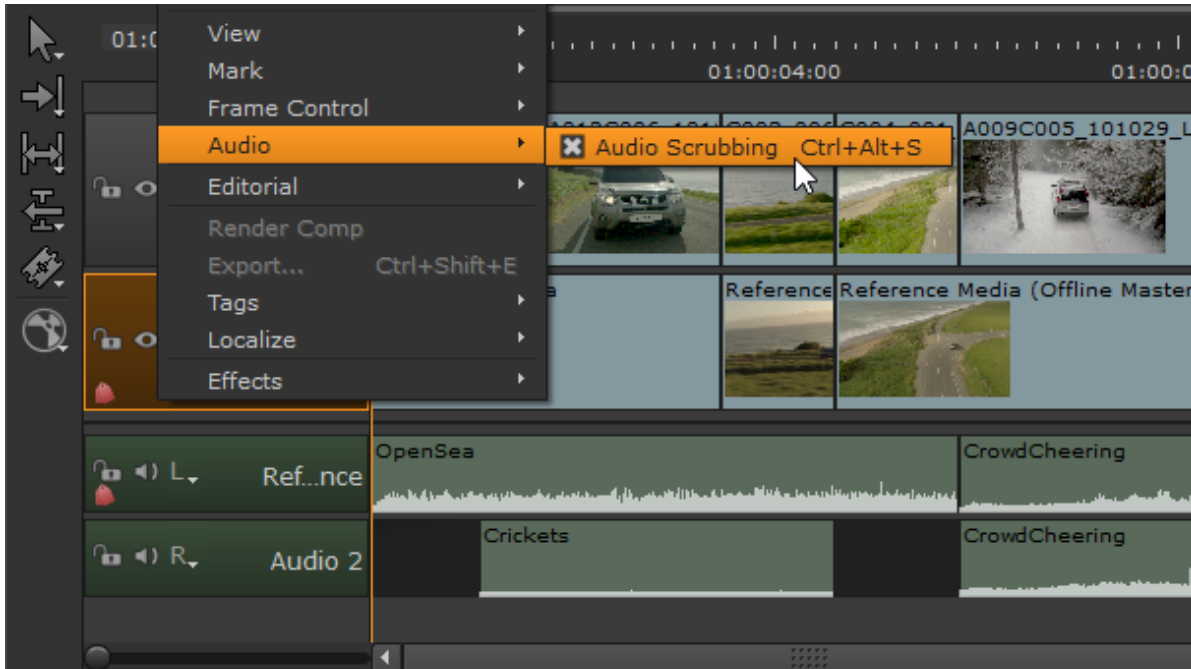 View
01:0
01:00:04:00
01:00:0
Mark
Frame Control
Audio
Audio Scrubbing Ctrl+Alt+S
A009C005_101029_L
Editorial
Render Comp
Export... Ctrl+Shift+E
Tags
Localize
Effects
a
Reference
Reference Media (Offline Master
L
Ref...nce
OpenSea
CrowdCheering
R
Audio 2
Crickets
CrowdCheering